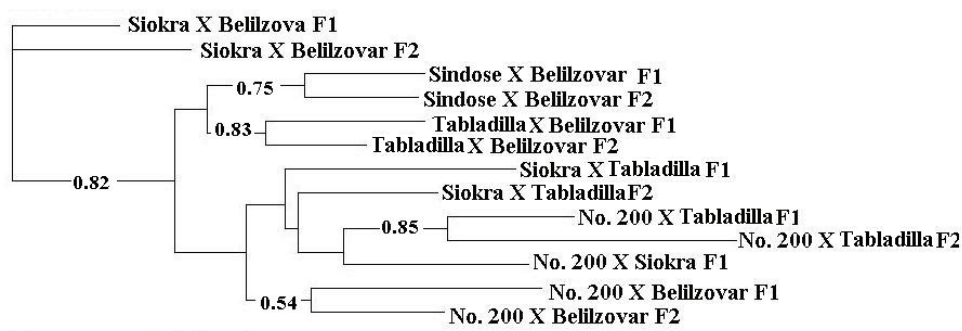 Siokra X Belilzova F1
Siokra X Belilzovar F2
Sindose X Belilzovar F1
0.75
Sindose X Belilzovar F2
Tabladilla X Belilzovar F1
0.83
Tabladilla X Belilzovar F2
Siokra X Tabladilla F1
0.82
Siokra X Tabladilla F2
No. 200 X Tabladilla F1
0.85
No. 200 X Tabladilla F2
No. 200 X Siokra F1
No. 200 X Belilzovar F1
0.54
No. 200 X Belilzovar F2